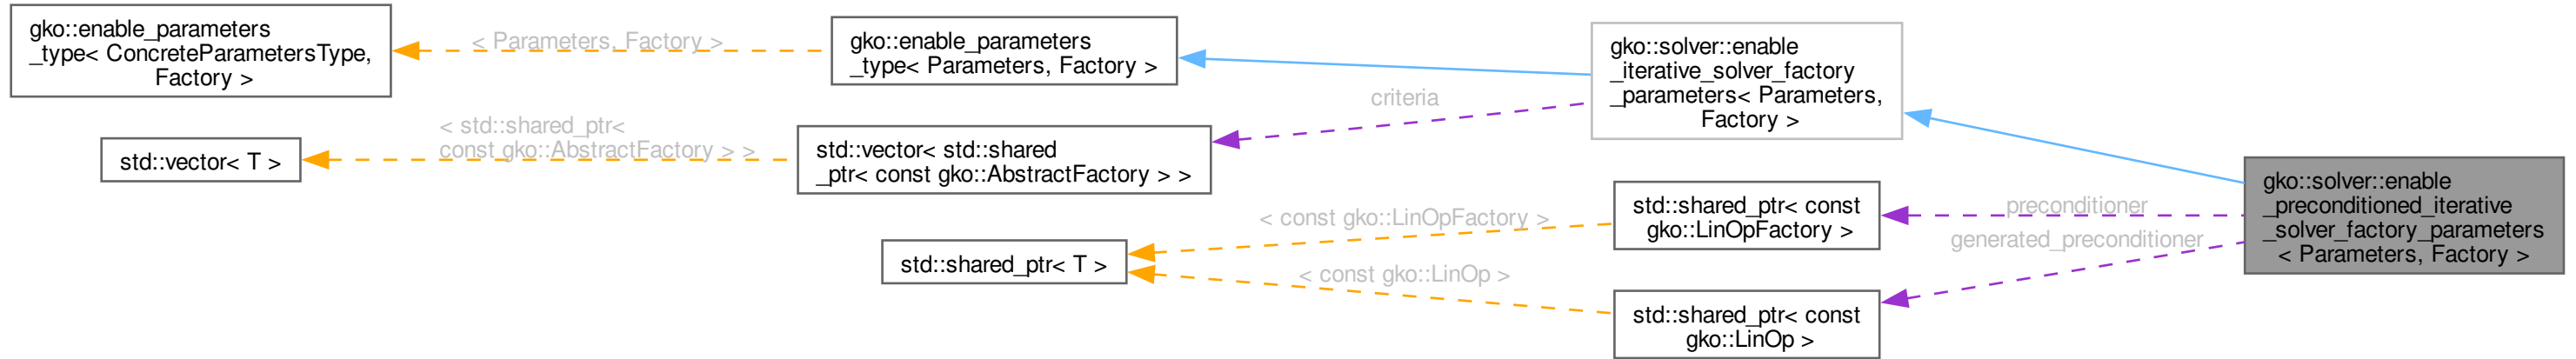 gko::enable_parameters
_type< ConcreteParametersType,
Factory >
< Parameters, Factory >
gko::enable_parameters
_type< Parameters, Factory >
gko::solver::enable
_iterative_solver_factory
_parameters< Parameters,
Factory >
criteria
std::vector< T >
< std::shared_ptr<
const gko::AbstractFactory > >
std::vector< std::shared
_ptr< const gko::AbstractFactory > >
std::shared_ptr< T >
< const gko::LinOpFactory >
< const gko::LinOp >
std::shared_ptr< const
gko::LinOpFactory >
std::shared_ptr< const
gko::LinOp >
preconditioner
generated_preconditioner
gko::solver::enable
_preconditioned_iterative
_solver_factory_parameters
< Parameters, Factory >